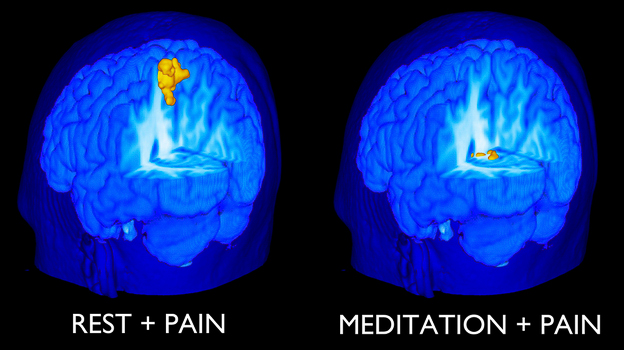 REST + PAIN
MEDITATION + PAIN